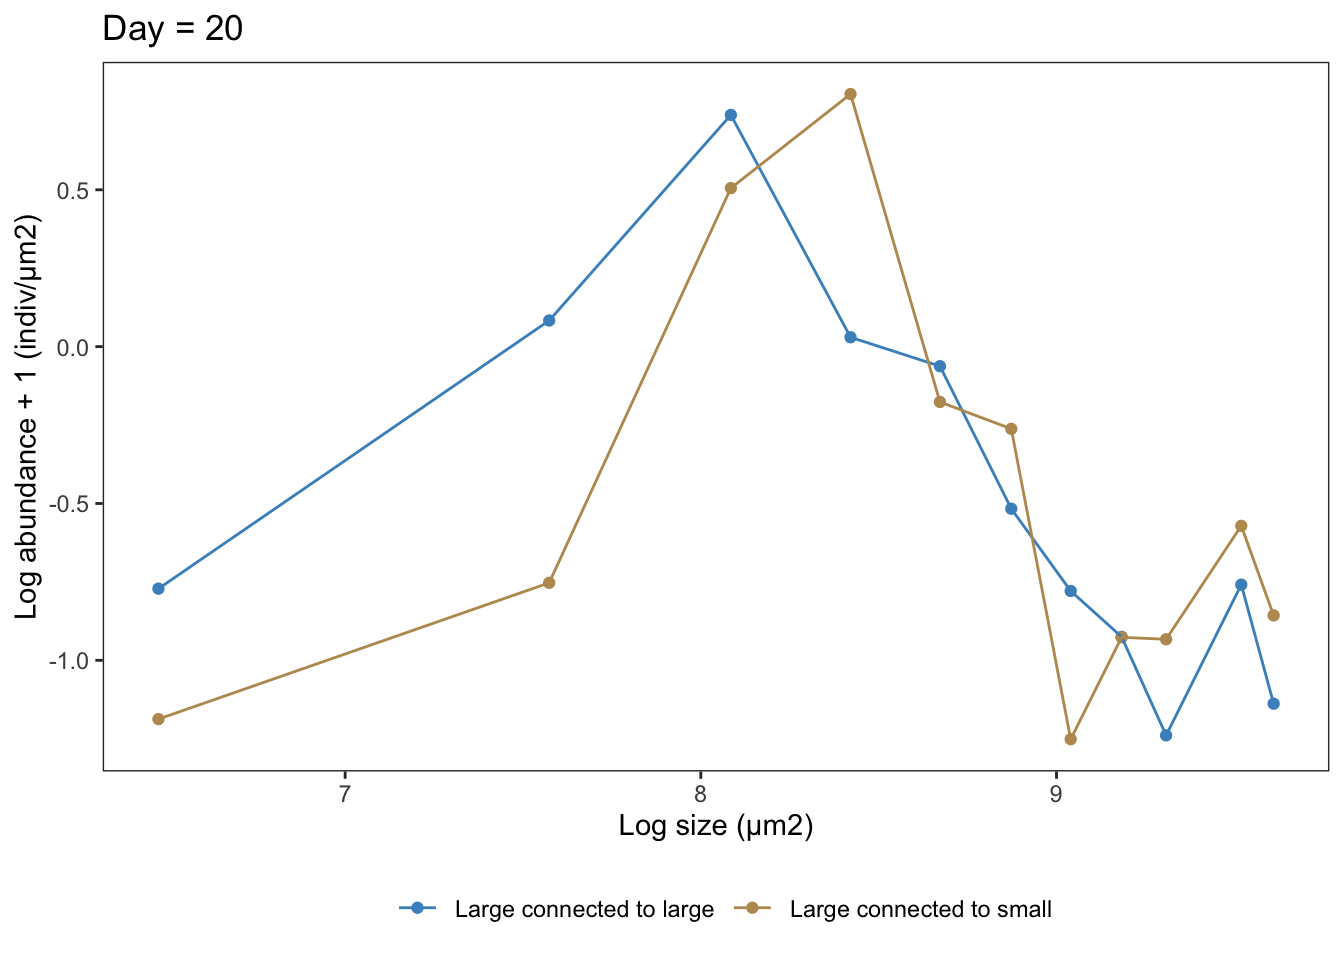 Day = 20
Log abundance + 1 (indiv/µm2)
0.5
0.0
-0.5
-1.0
7 8 9
Log size (µm2)
Large connected to large Large connected to small